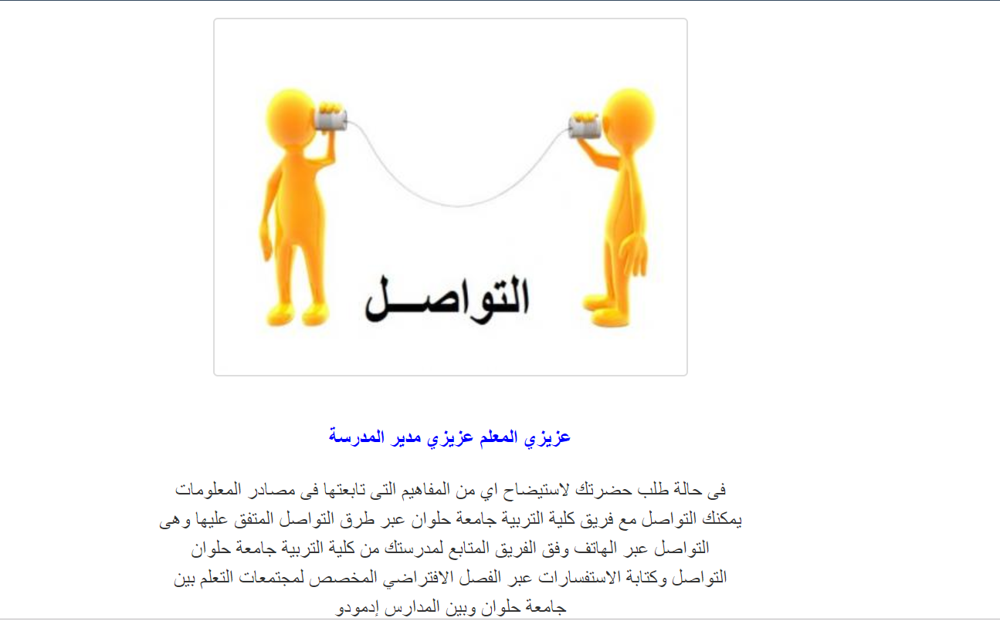 التواصـــل
عزيزي المعلم عزيزي مدير المدرسة
فى حالة طلب حضرتك لاستيضاح اي من المفاهيم التى تابعتها فى مصادر المعلومات
يمكنك التواصل مع فريق كلية التربية جامعة حلوان عبر طرق التواصل المتفق عليها وهى
التواصل عبر الهاتف وفق الفريق المتابع لمدرستك من كلية التربية جامعة حلوان
التواصل وكتابة الاستفسارات عبر الفصل الافتراضي المخصص لمجتمعات التعلم بين
جامعة حلوان وبين المدارس إدمودو